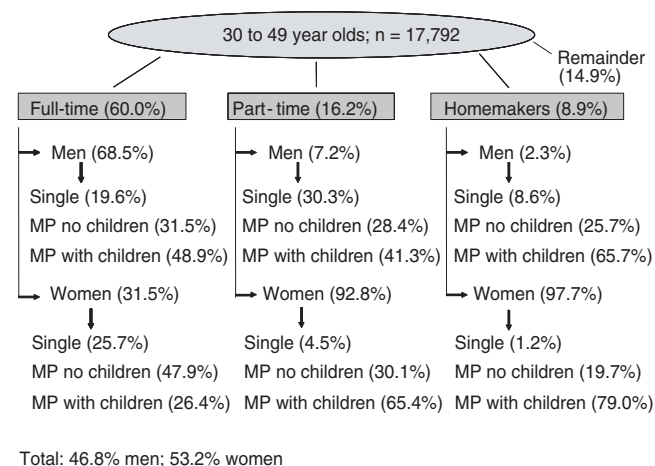 30 to 49 year olds; n = 17,792
Remainder
(14.9%)
Full-time (60.0%)
Men (68.5%)
Single (19.6%)
MP no children (31.5%)
MP with children (48.9%)
Women (31.5%)
Single (25.7%)
MP no children (47.9%)
MP with children (26.4%)
Part-time (16.2%)
Men (7.2%)
Single (30.3%)
MP no children (28.4%)
MP with children (41.3%)
Women (92.8%)
Single (4.5%)
MP no children (30.1%)
MP with children (65.4%)
Homemakers (8.9%)
Men (2.3%)
Single (8.6%)
MP no children (25.7%)
MP with children (65.7%)
Women (97.7%)
Single (1.2%)
MP no children (19.7%)
MP with children (79.0%)
Total: 46.8% men; 53.2% women